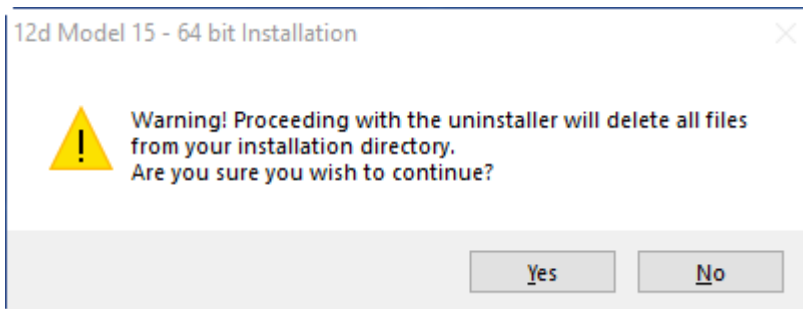 12d Model 15 - 64 bit Installation
Warning! Proceeding with the uninstaller will delete all files
from your installation directory.
Are you sure you wish to continue?
Yes
No